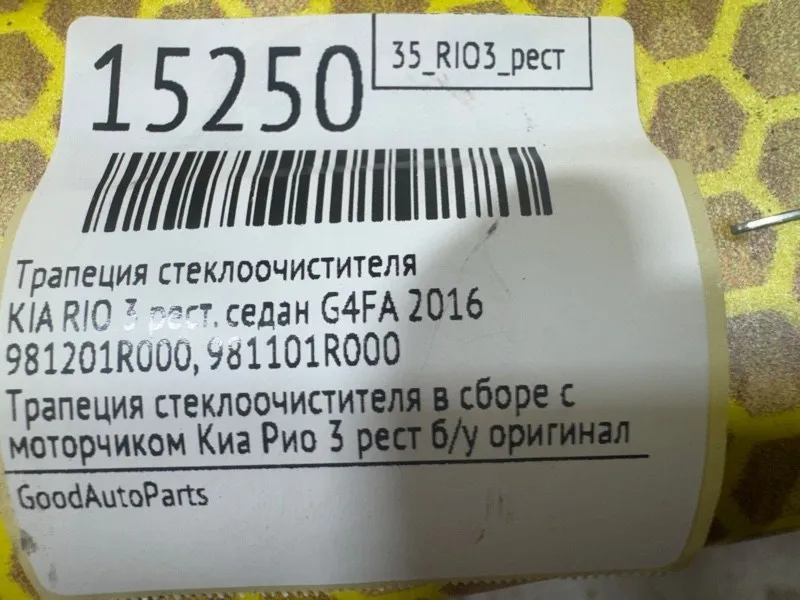 15250
35_RIO3_рест
Трапеция стеклоочистителя
KIA RIO 3 рест. седан G4FA 2016
981201R000, 981101R000
Трапеция стеклоочистителя в сборе с
моторчиком Киа Рио 3 рест б/у оригинал
GoodAutoParts